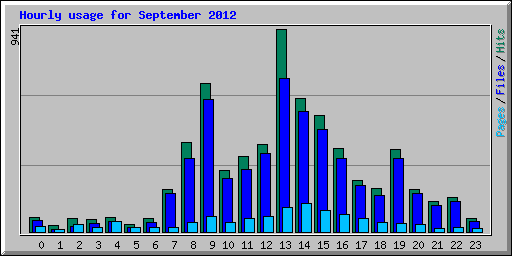 Hourly usage for September 2012
941
Pages / Files / Hits
0 1 2 3 4 5 6 7 8 9 10 11 12 13 14 15 16 17 18 19 20 21 22 23